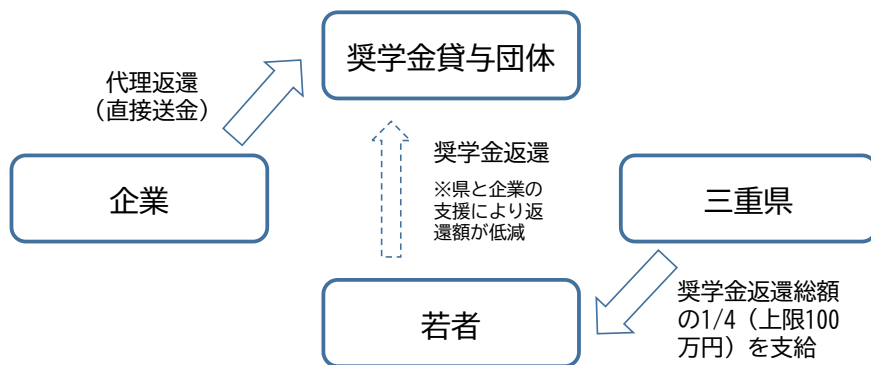 奨学金貸与団体
代理返還
（直接送金）
企業
奨学金返還
※県と企業の
支援により返
還額が低減
三重県
若者
奨学金返還総額
の1/4（上限100
万円）を支給